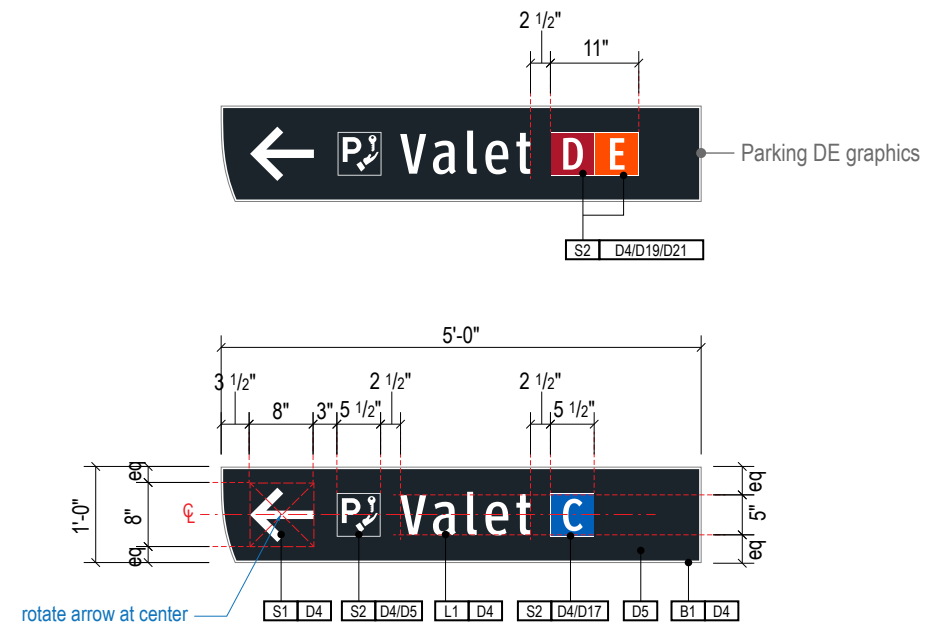 2 1/2"
11"
P Valet D E
Parking DE graphics
S2 D4/D19/D21
5'-0"
3 1/2" 2 1/2" 2 1/2"
8" 3" 5 1/2" 5 1/2"
eq eq
1'-0" 8" ℄ P Valet C 5"
eq eq
rotate arrow at center
S1 D4 S2 D4/D5 L1 D4 S2 D4/D17 D5 B1 D4